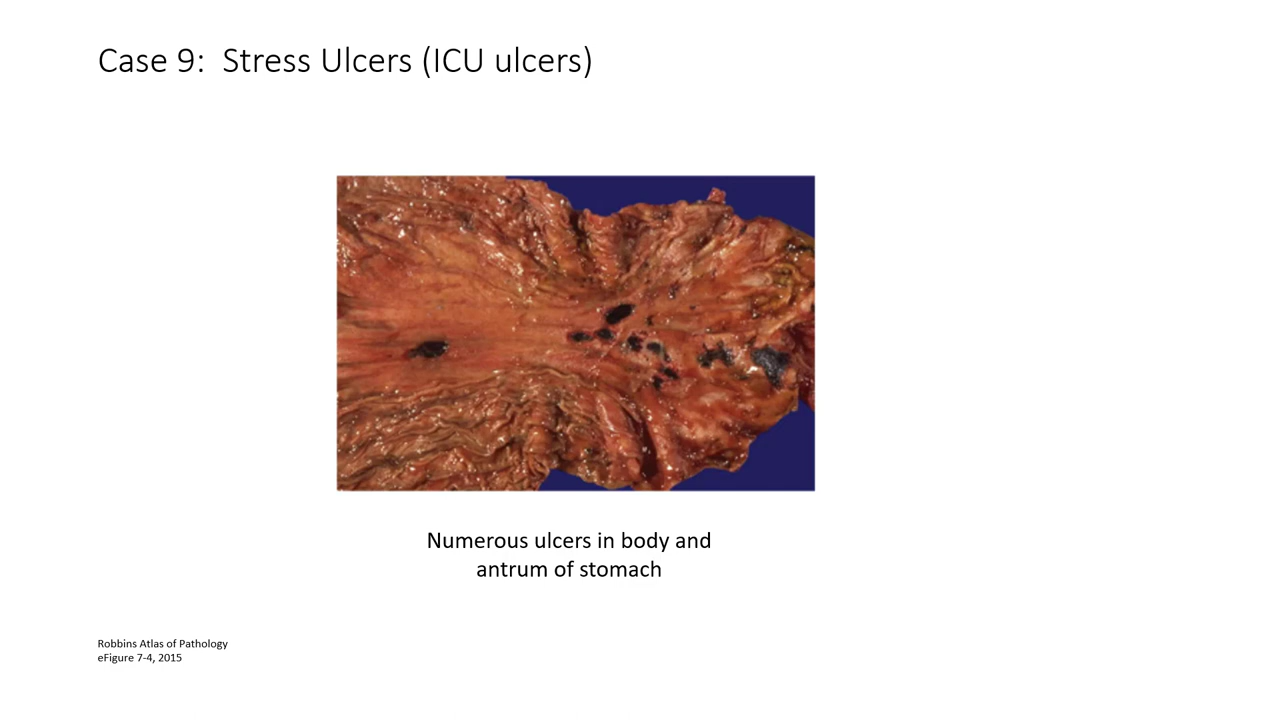 Case 9:  Stress Ulcers (ICU ulcers)
Numerous ulcers in body and
antrum of stomach
Robbins Atlas of Pathology
eFigure 7-4, 2015